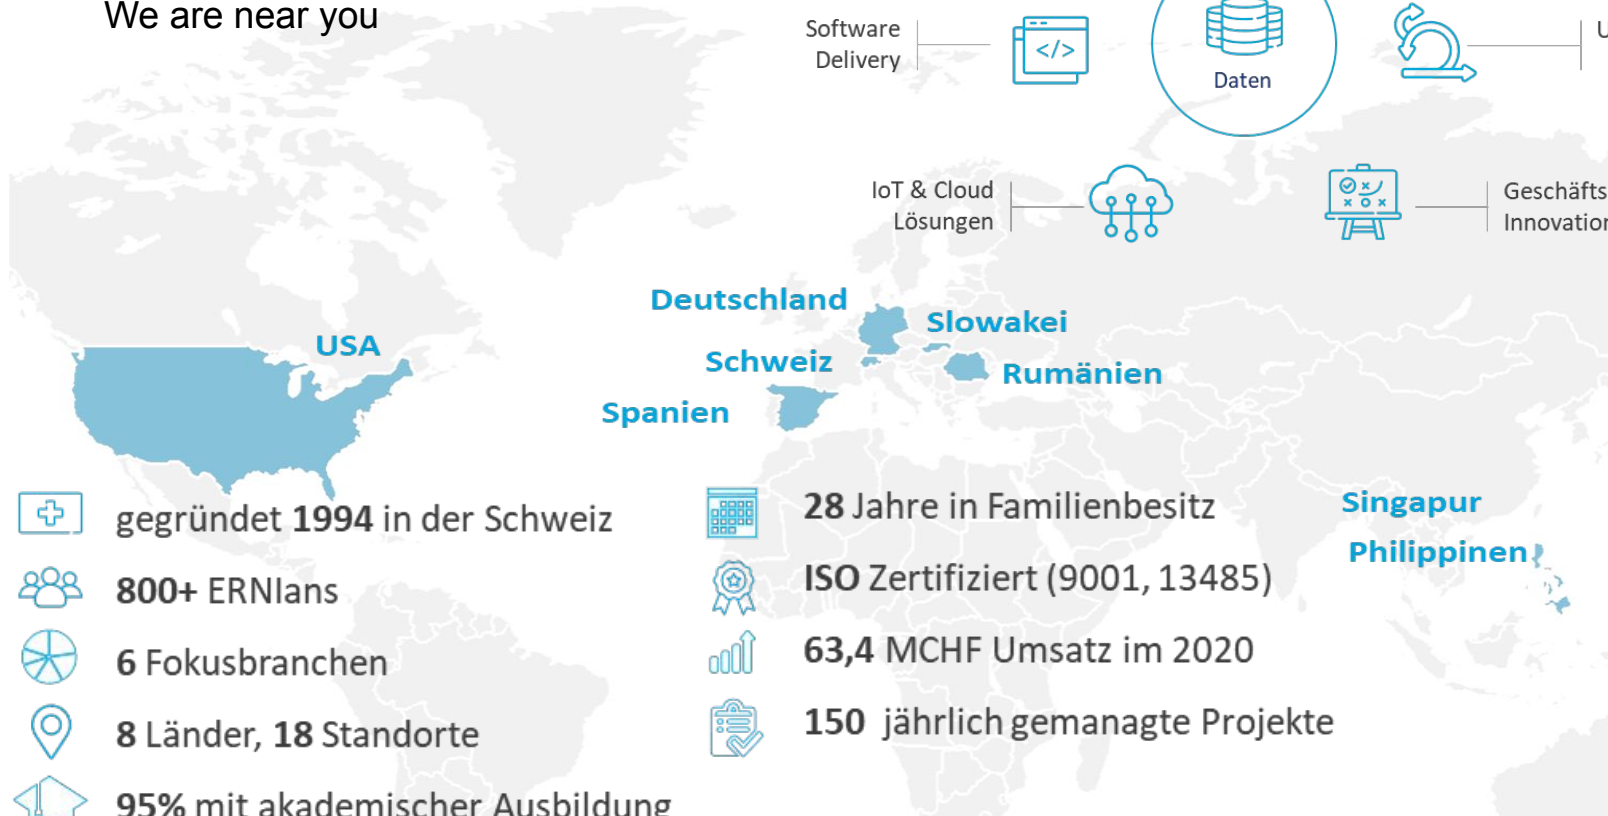 We are near you
Software
Delivery
</>
Daten
IoT & Cloud
Lösungen
Geschäfts
Innovation
Deutschland
Slowakei
USA
Schweiz
Rumänien
Spanien
Singapur
Philippinen
gegründet 1994 in der Schweiz
800+ ERNIans
6 Fokusbranchen
8 Länder, 18 Standorte
95% mit akademischer Ausbildung
28 Jahre in Familienbesitz
ISO Zertifiziert (9001, 13485)
63,4 MCHF Umsatz im 2020
150 jährlich gemanagte Projekte